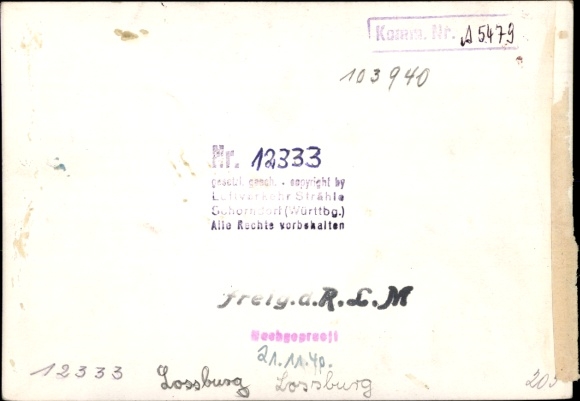 Komm. Nr. A 5479
103940
Nr. 12333
gesetzl. gesch. - copyright by
Luftverkehr Strähle
Schorndorf (Württbg.)
Alle Rechte vorbehalten
freig. d. R.L.M
Nachgeprüft
21.11.40.
12333 Lossburg Lossburg 205